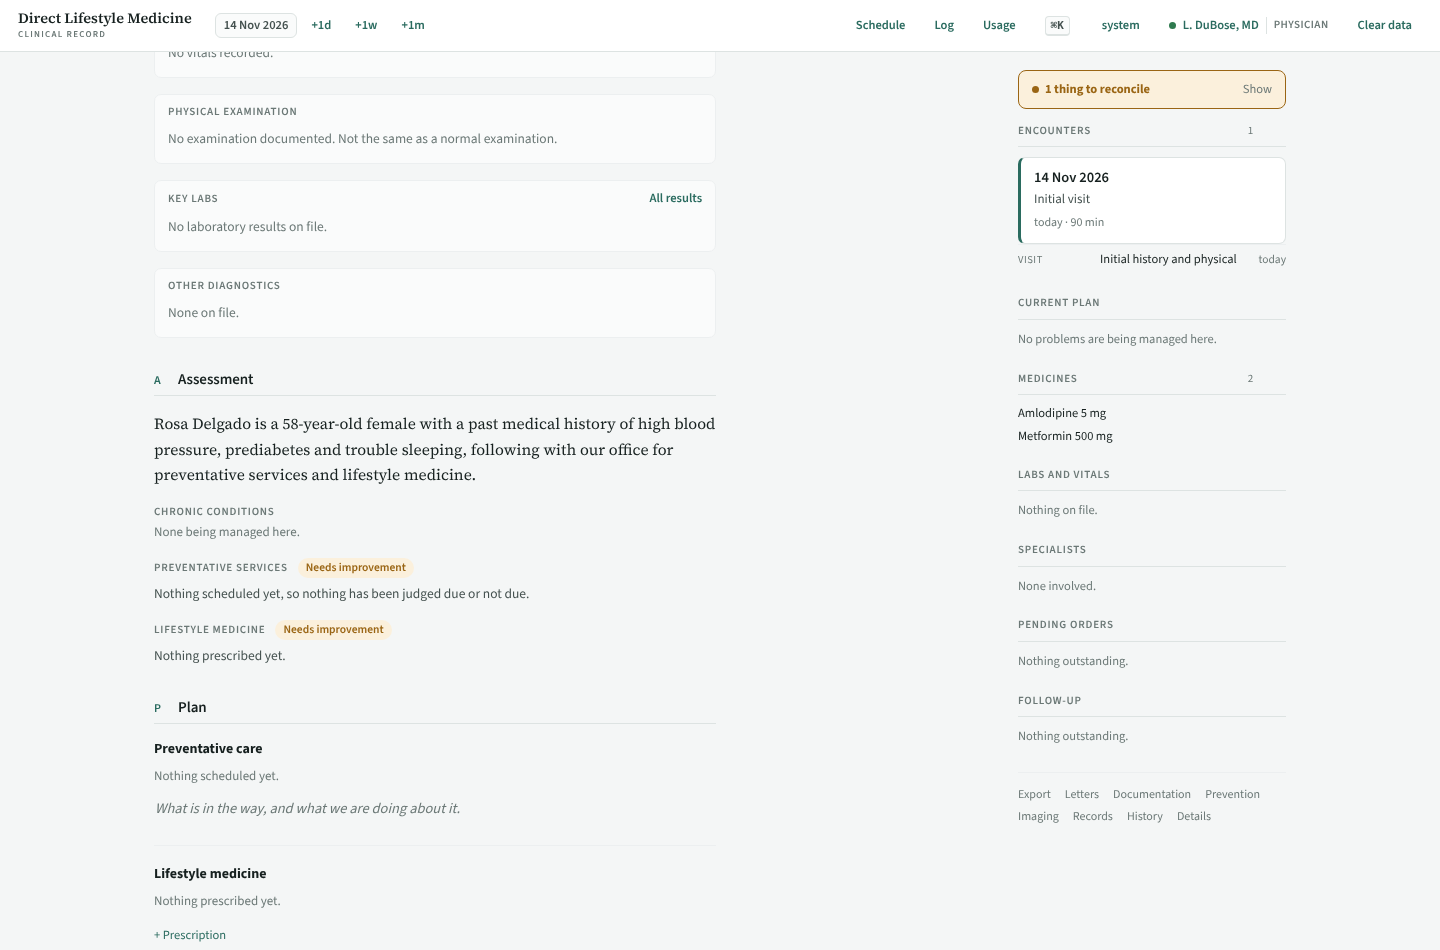 Direct Lifestyle Medicine
CLINICAL RECORD
14 Nov 2026 +1d +1w +1m
Schedule Log Usage ⌘K system L. DuBose, MD PHYSICIAN Clear data
No vitals recorded.
PHYSICAL EXAMINATION
No examination documented. Not the same as a normal examination.
KEY LABS All results
No laboratory results on file.
OTHER DIAGNOSTICS
None on file.
A Assessment
Rosa Delgado is a 58-year-old female with a past medical history of high blood
pressure, prediabetes and trouble sleeping, following with our office for
preventative services and lifestyle medicine.
CHRONIC CONDITIONS
None being managed here.
PREVENTATIVE SERVICES Needs improvement
Nothing scheduled yet, so nothing has been judged due or not due.
LIFESTYLE MEDICINE Needs improvement
Nothing prescribed yet.
P Plan
Preventative care
Nothing scheduled yet.
What is in the way, and what we are doing about it.
Lifestyle medicine
Nothing prescribed yet.
+ Prescription
1 thing to reconcile Show
ENCOUNTERS 1
14 Nov 2026
Initial visit
today · 90 min
VISIT Initial history and physical today
CURRENT PLAN
No problems are being managed here.
MEDICINES 2
Amlodipine 5 mg
Metformin 500 mg
LABS AND VITALS
Nothing on file.
SPECIALISTS
None involved.
PENDING ORDERS
Nothing outstanding.
FOLLOW-UP
Nothing outstanding.
Export Letters Documentation Prevention
Imaging Records History Details